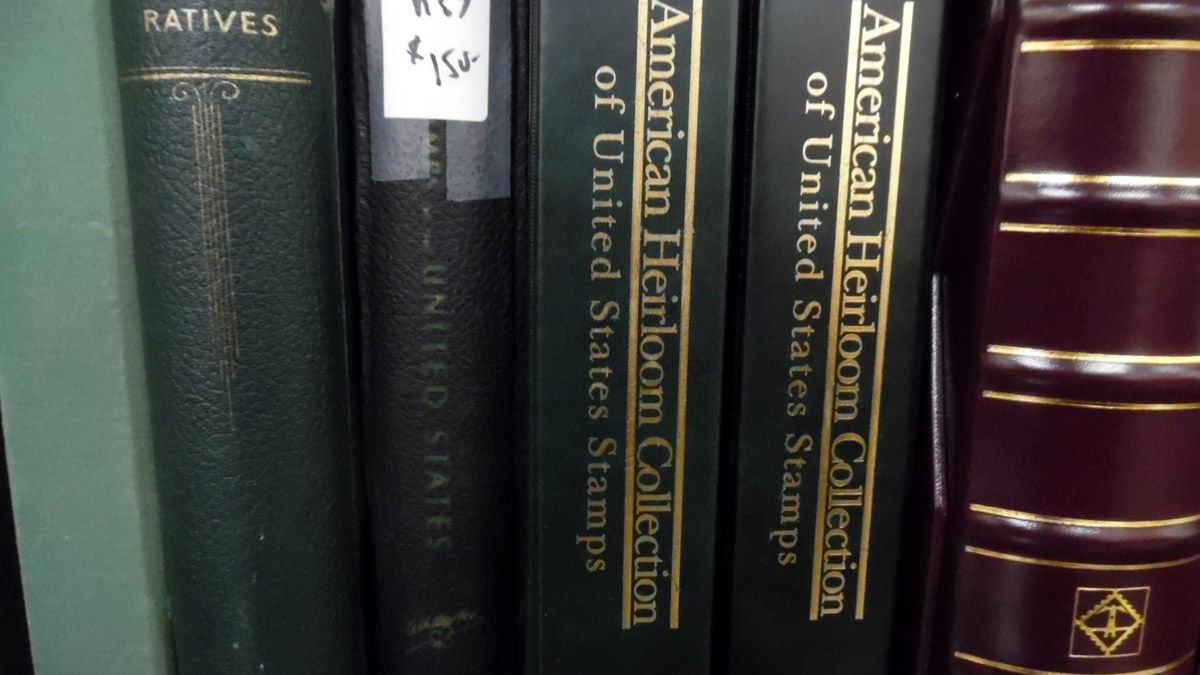 RATIVES
$150-
UNITED STATES
American Heirloom Collection
of United States Stamps
American Heirloom Collection
of United States Stamps